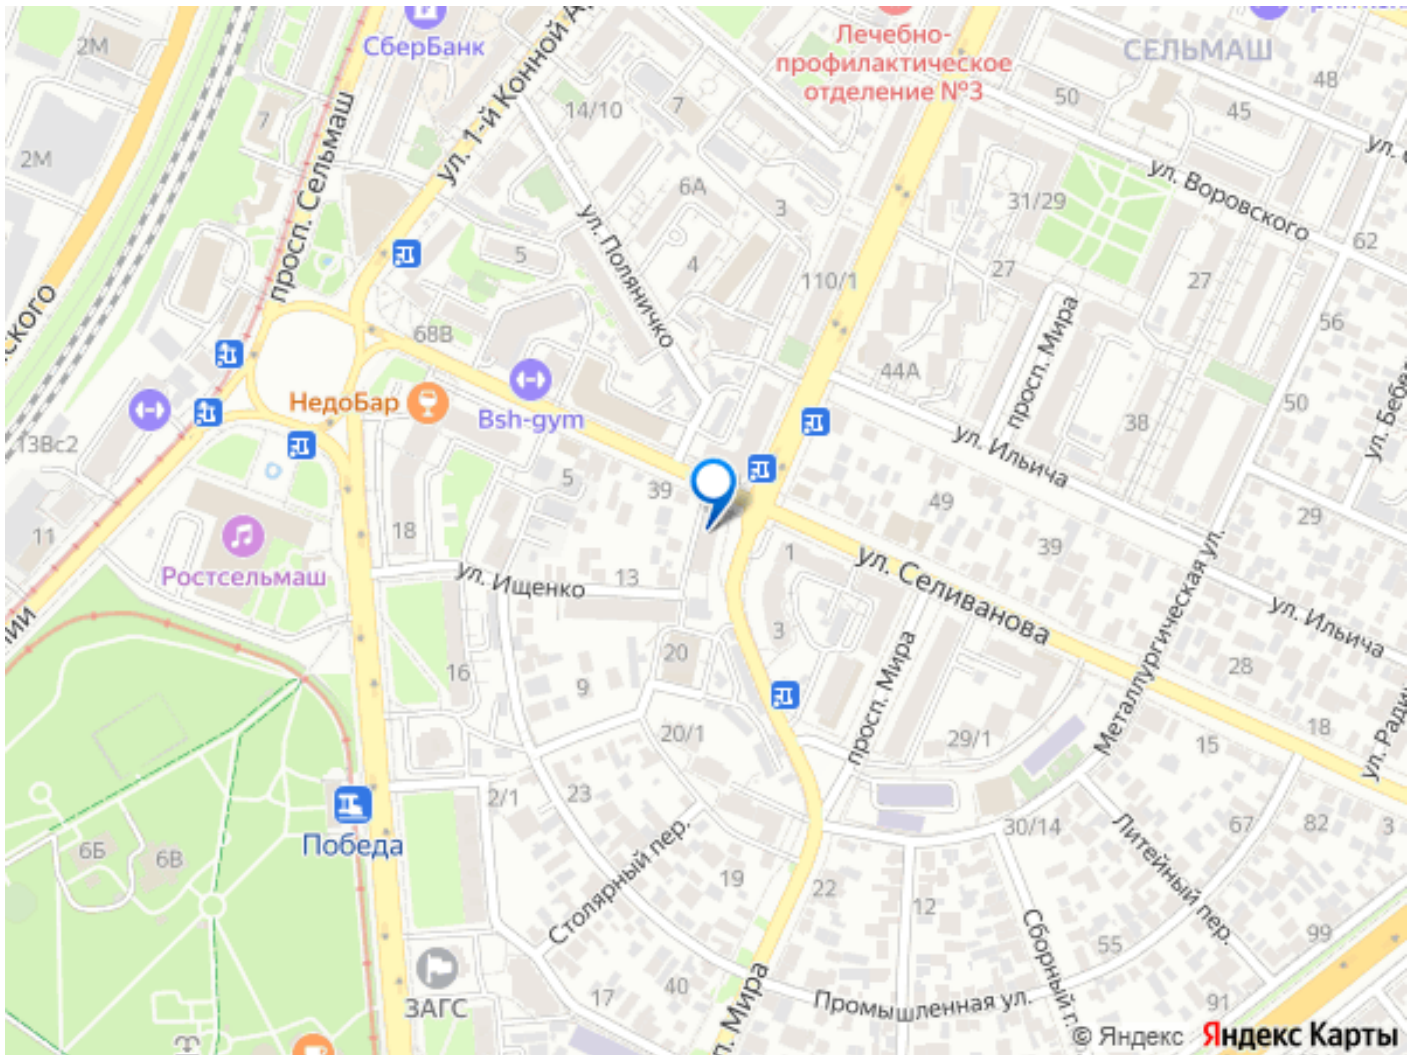 2М
СберБанк
Лечебно-
профилактическое
отделение №3
СЕЛЬМАШ
48
50
45
14/10
7
7
2М
просп. Сельмаш
ул. 1-й Конной
ул. Воровского
6А
3
31/29
62
5
ул. Поляничко
4
110/1
27
27
56
68В
просп. Мира
44А
НедоБар
Bsh-gym
50
38
13Вс2
ул. Ильича
5
39
49
29
11
18
1
39
Ростсельмаш
ул. Ищенко
13
ул. Селиванова
Металлургическая ул.
ул. Ильича
3
20
28
16
9
просп. Мира
18
20/1
29/1
15
2/1
23
Победа
30/14
67
82
3
6Б
6В
Столярный пер.
Литейный пер.
19
22
12
Сборный
99
55
ЗАГС
40
17
Промышленная ул.
91
Мира
© Яндекс
Яндекс Карты